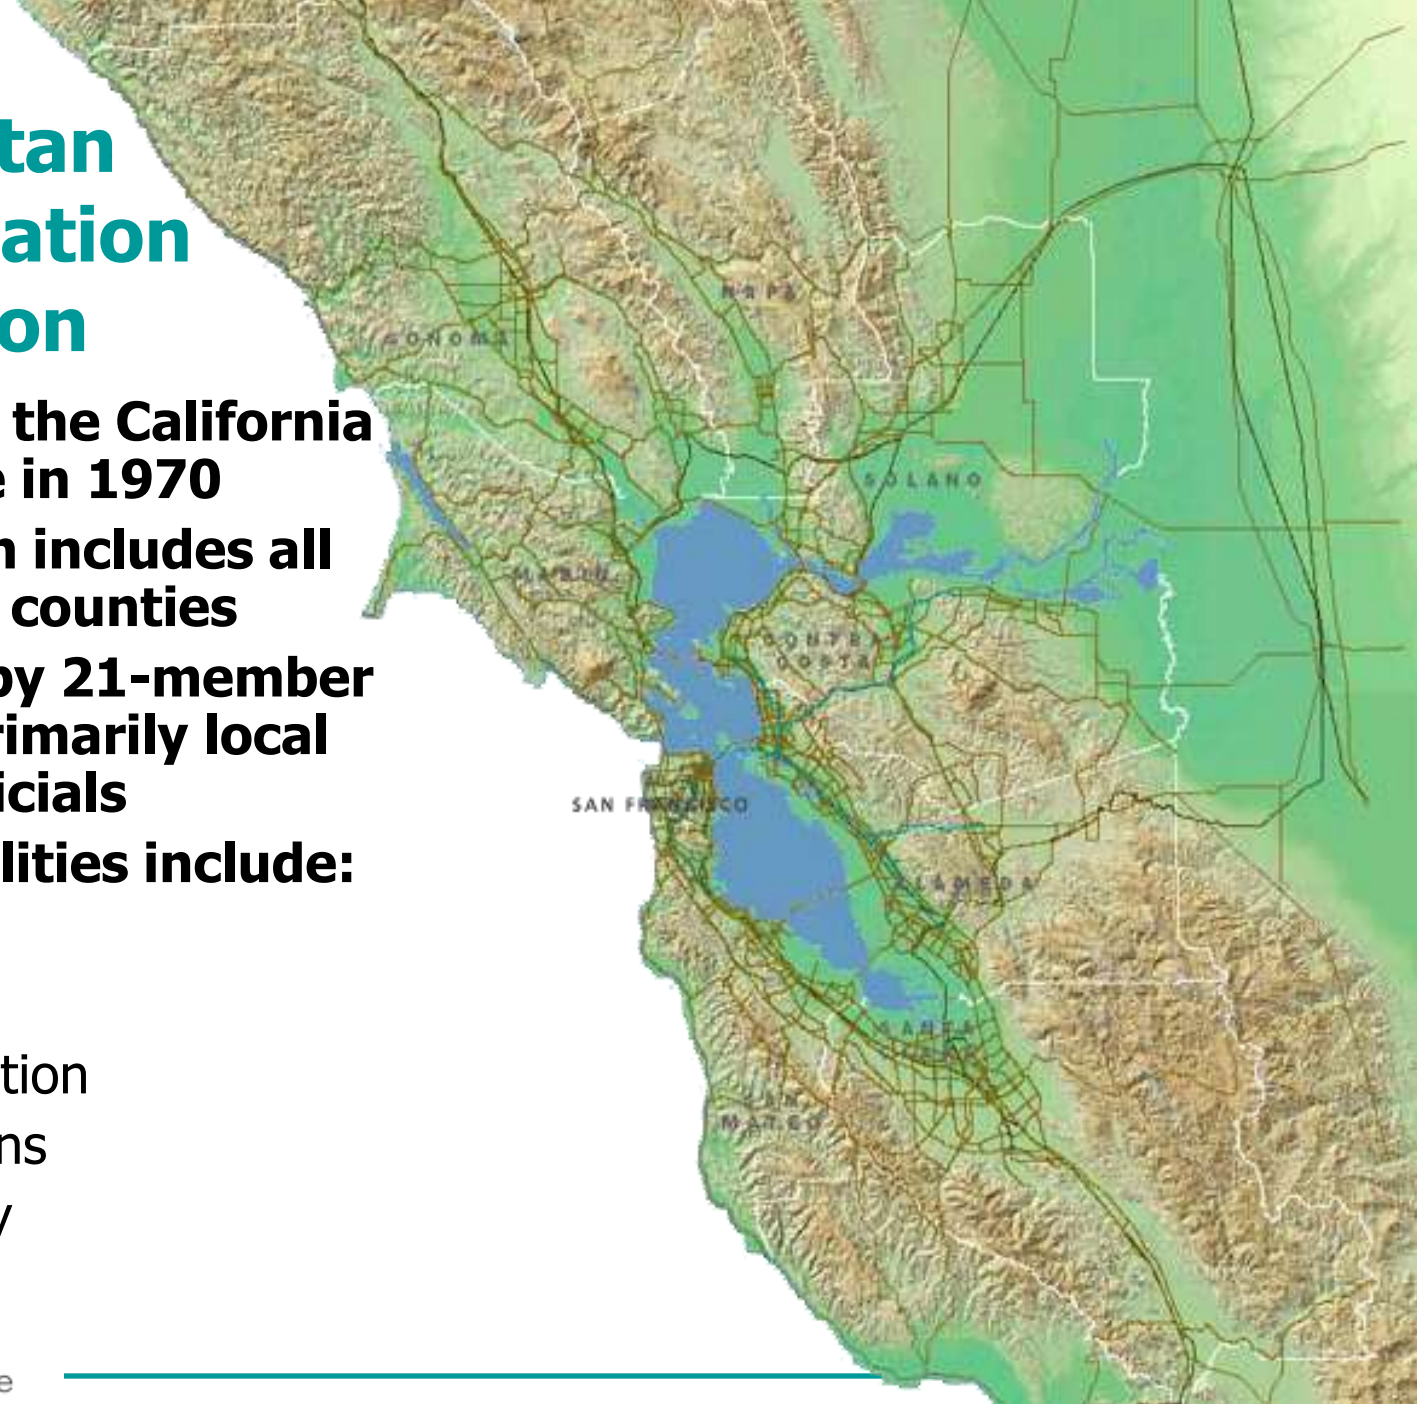 tan
ation
on
the California
e in 1970
n includes all
counties
by 21-member
rimarily local
icials
lities include:
tion
ns
y
e
NAPA
SONOMA
SOLANO
MARIN
CONTRA
COSTA
SAN FRANCISCO
ALAMEDA
SANTA
SAN
MATEO